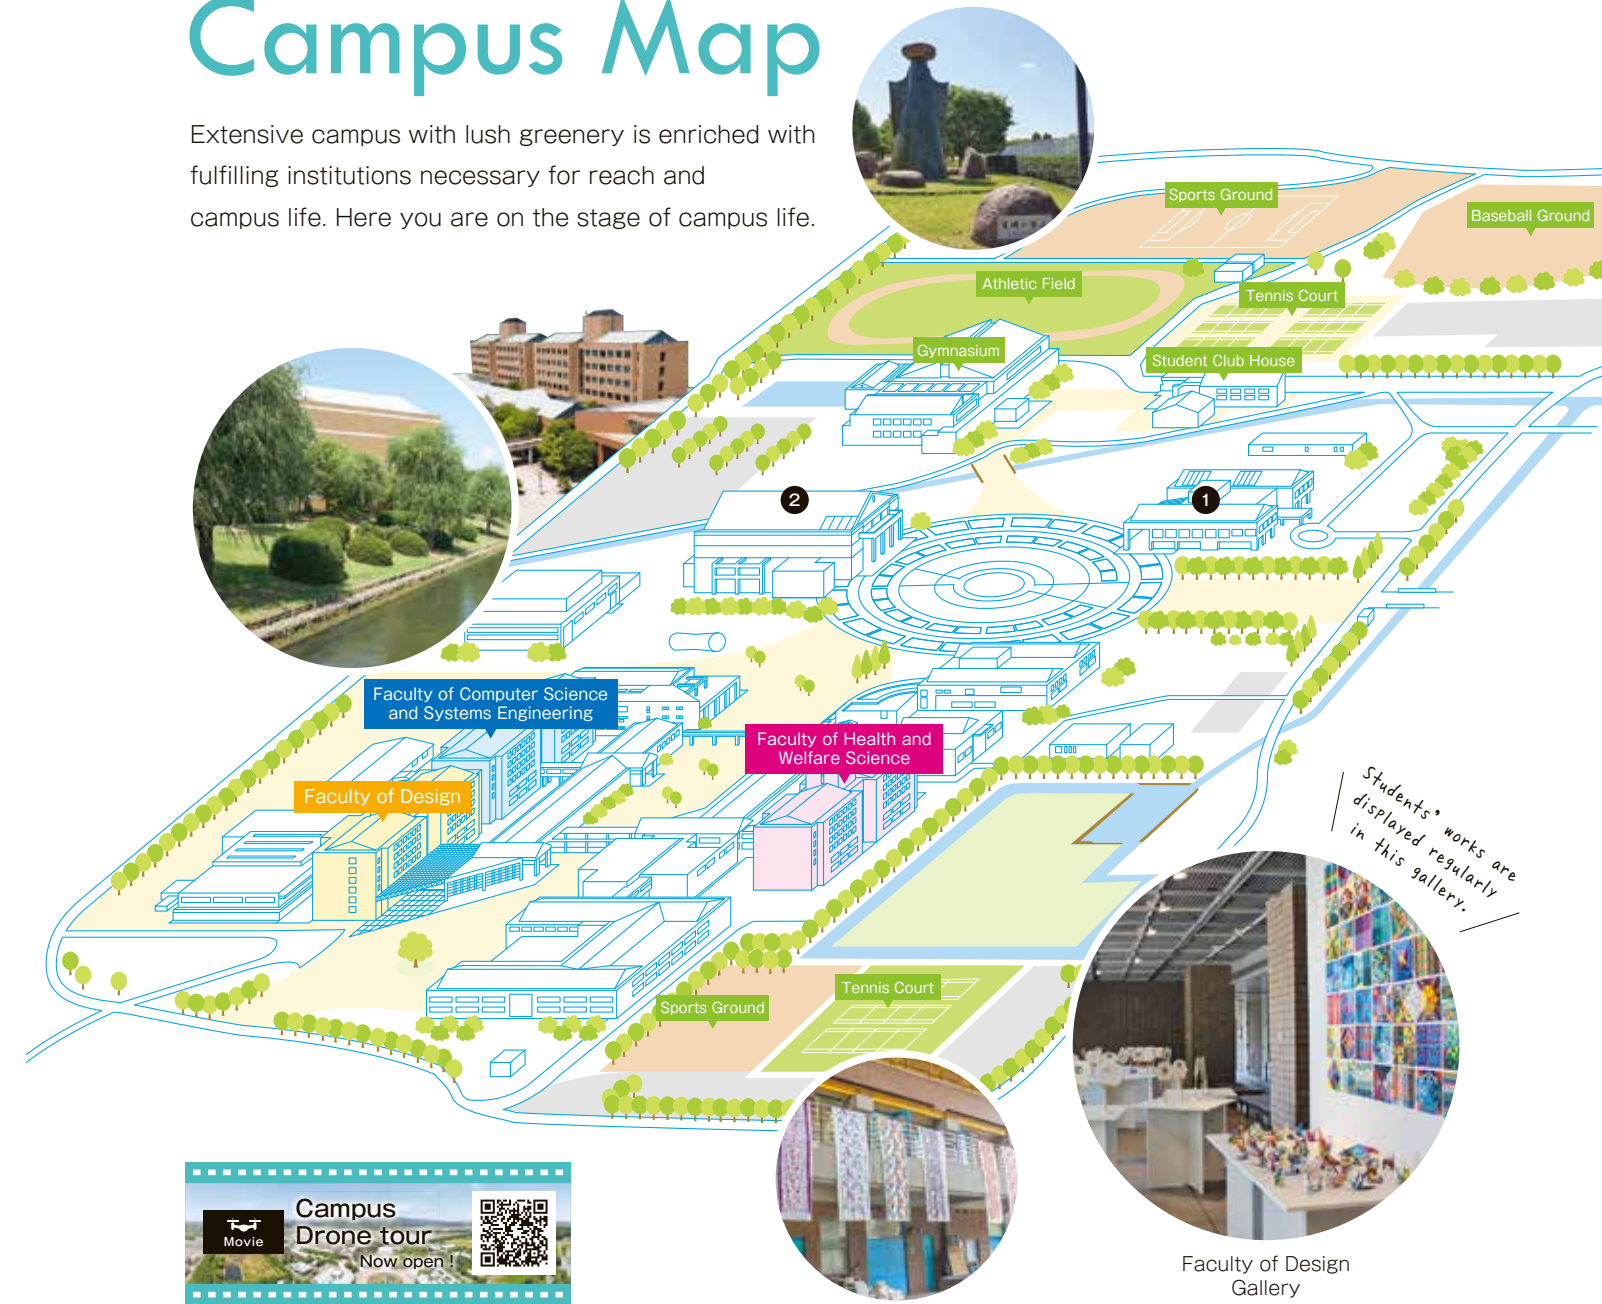 Campus Map
Extensive campus with lush greenery is enriched with
fulfilling institutions necessary for reach and
campus life. Here you are on the stage of campus life.
Sports Ground
Baseball Ground
Athletic Field
Tennis Court
Gymnasium
Student Club House
2
1
Faculty of Computer Science
and Systems Engineering
Faculty of Health and
Welfare Science
Faculty of Design
Students' works are
displayed regularly
in this gallery.
Tennis Court
Sports Ground
Movie
Campus
Drone tour
Now open !
Faculty of Design
Gallery